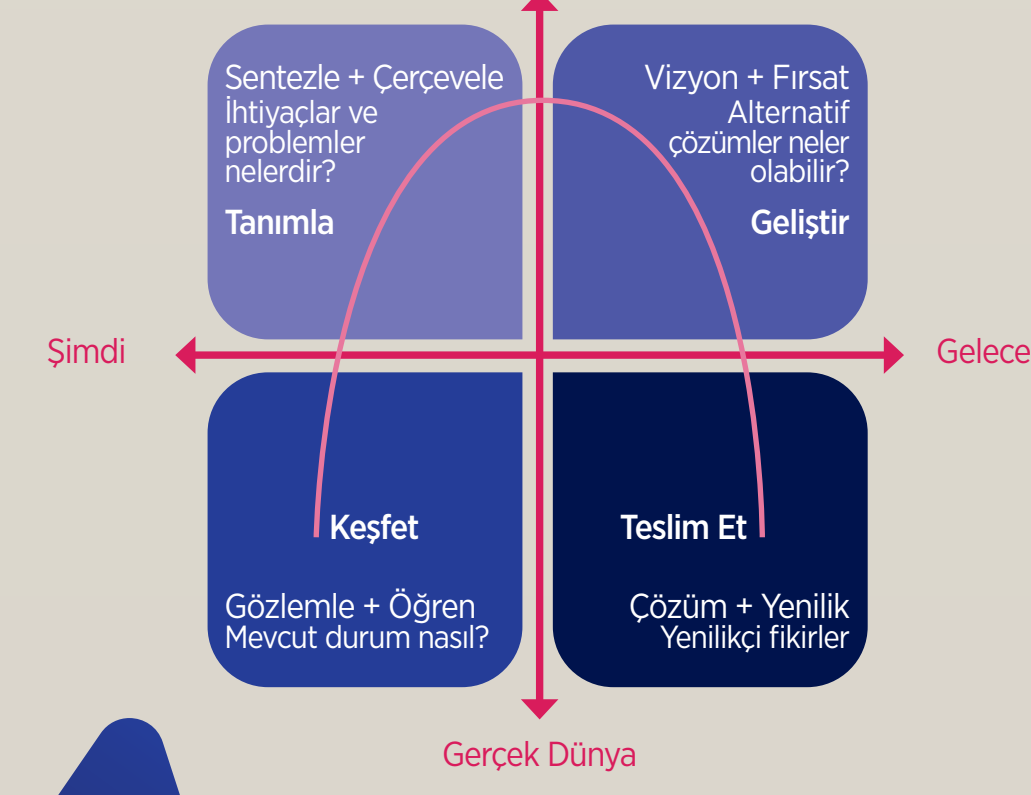 Sentezle + Çerçevele
İhtiyaçlar ve
problemler
nelerdir?
Tanımla
Vizyon + Fırsat
Alternatif
çözümler neler
olabilir?
Geliştir
Şimdi
Gelece
Keşfet
Gözlemle + Öğren
Mevcut durum nasıl?
Teslim Et
Çözüm + Yenilik
Yenilikçi fikirler
Gerçek Dünya